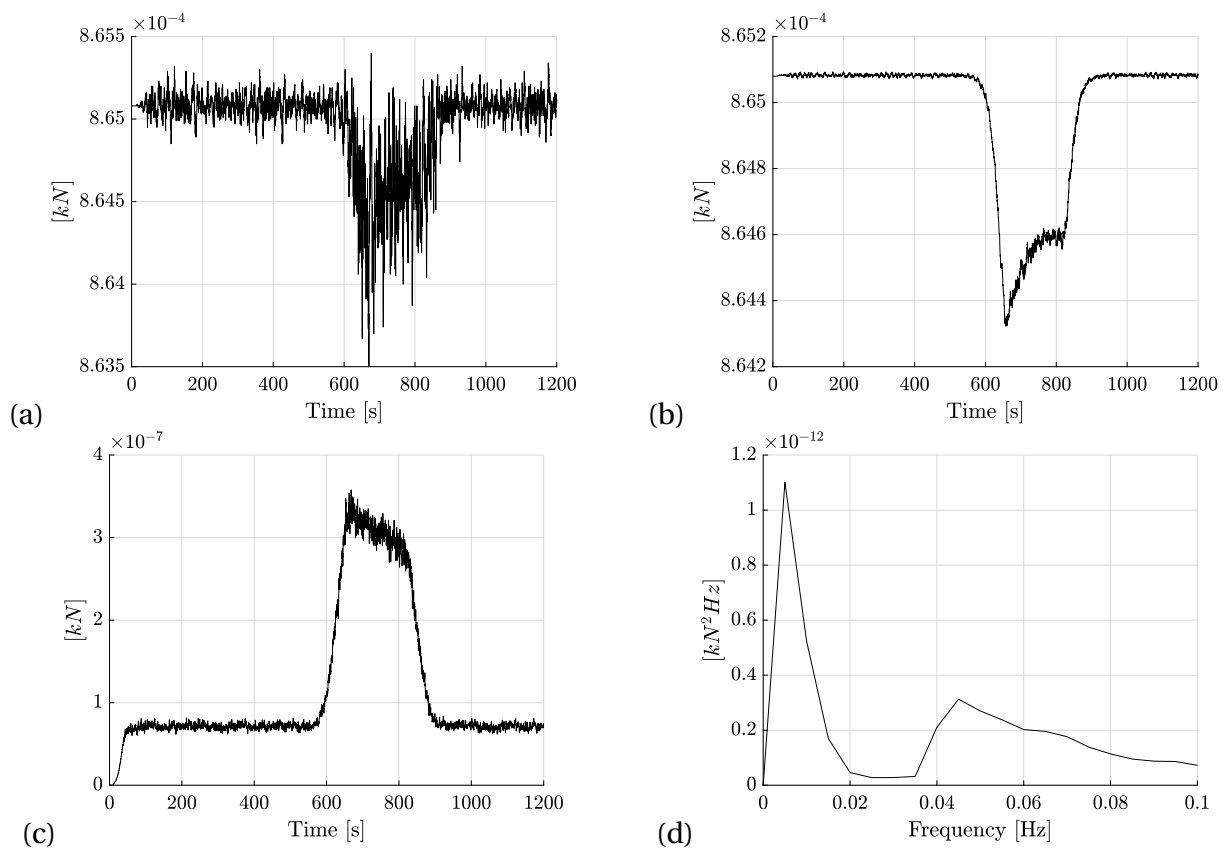 ×10⁻⁴
8.655
8.65
8.645
8.64
8.635
[kN]
0 200 400 600 800 1000 1200
Time [s]
(a)
×10⁻⁴
8.652
8.65
8.648
8.646
8.644
8.642
[kN]
0 200 400 600 800 1000 1200
Time [s]
(b)
×10⁻⁷
4
3
2
1
0
[kN]
0 200 400 600 800 1000 1200
Time [s]
(c)
×10⁻¹²
1.2
1
0.8
0.6
0.4
0.2
0
[kN²Hz]
0 0.02 0.04 0.06 0.08 0.1
Frequency [Hz]
(d)